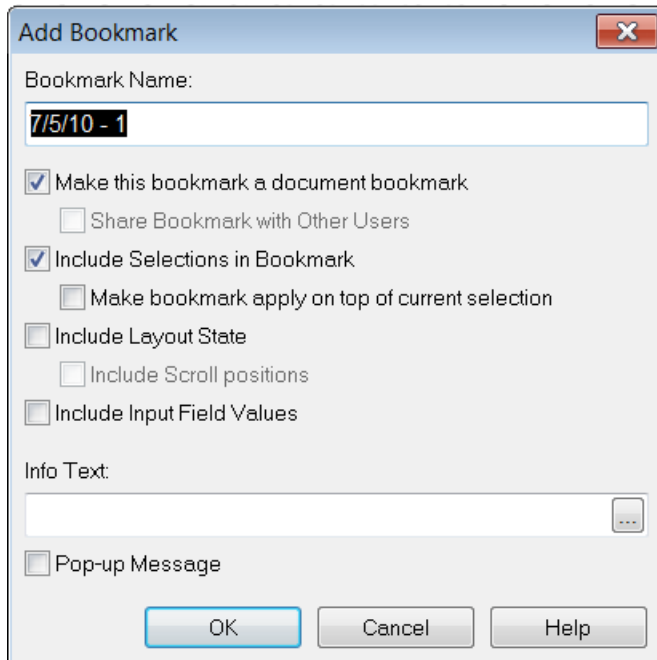 Add Bookmark
Bookmark Name:
7/5/10 - 1
Make this bookmark a document bookmark
Share Bookmark with Other Users
Include Selections in Bookmark
Make bookmark apply on top of current selection
Include Layout State
Include Scroll positions
Include Input Field Values
Info Text:
...
Pop-up Message
OK Cancel Help